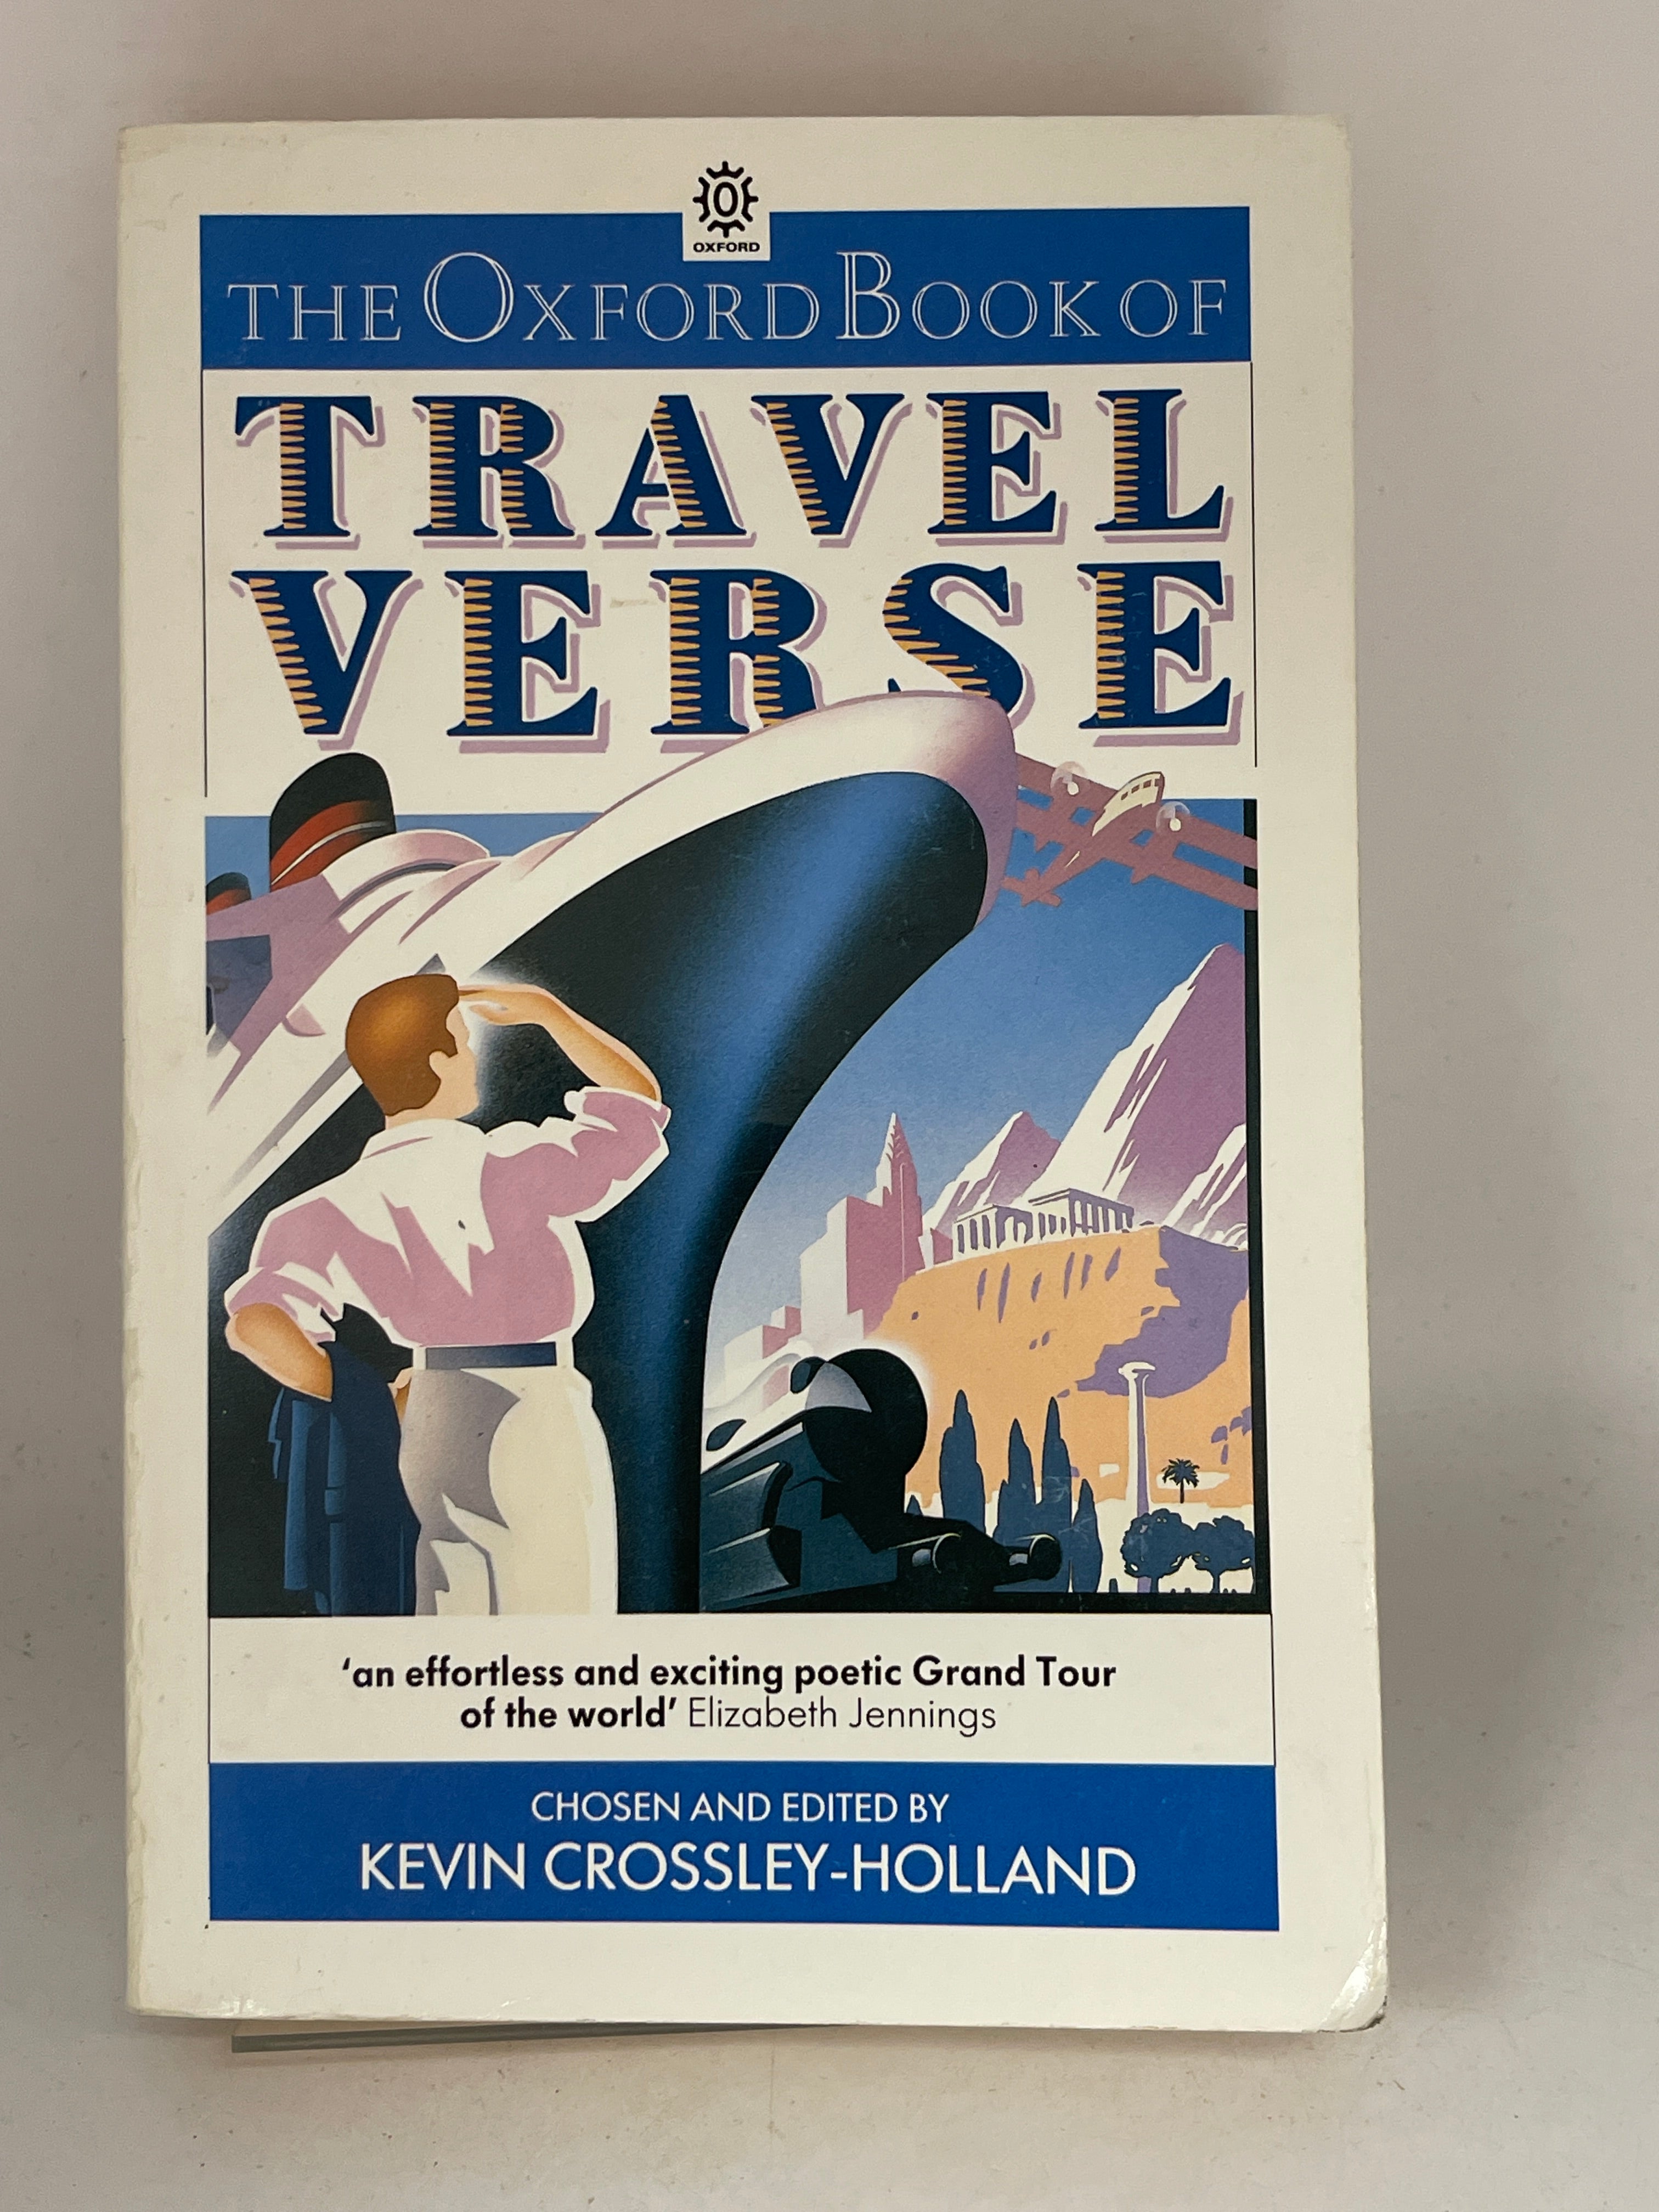 OXFORD
THE OXFORD BOOK OF
TRAVEL
VERSE
‘an effortless and exciting poetic Grand Tour
of the world’ Elizabeth Jennings
CHOSEN AND EDITED BY
KEVIN CROSSLEY-HOLLAND